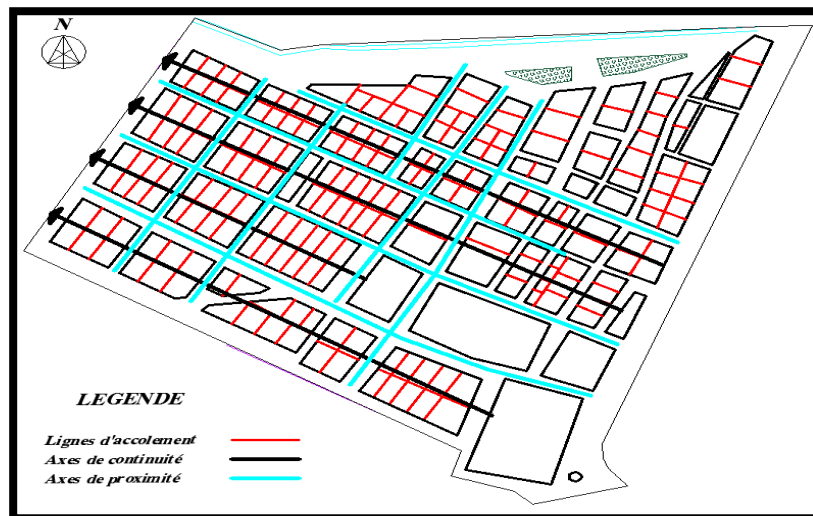 N
LEGENDE
Lignes d'accolement
Axes de continuité
Axes de proximité